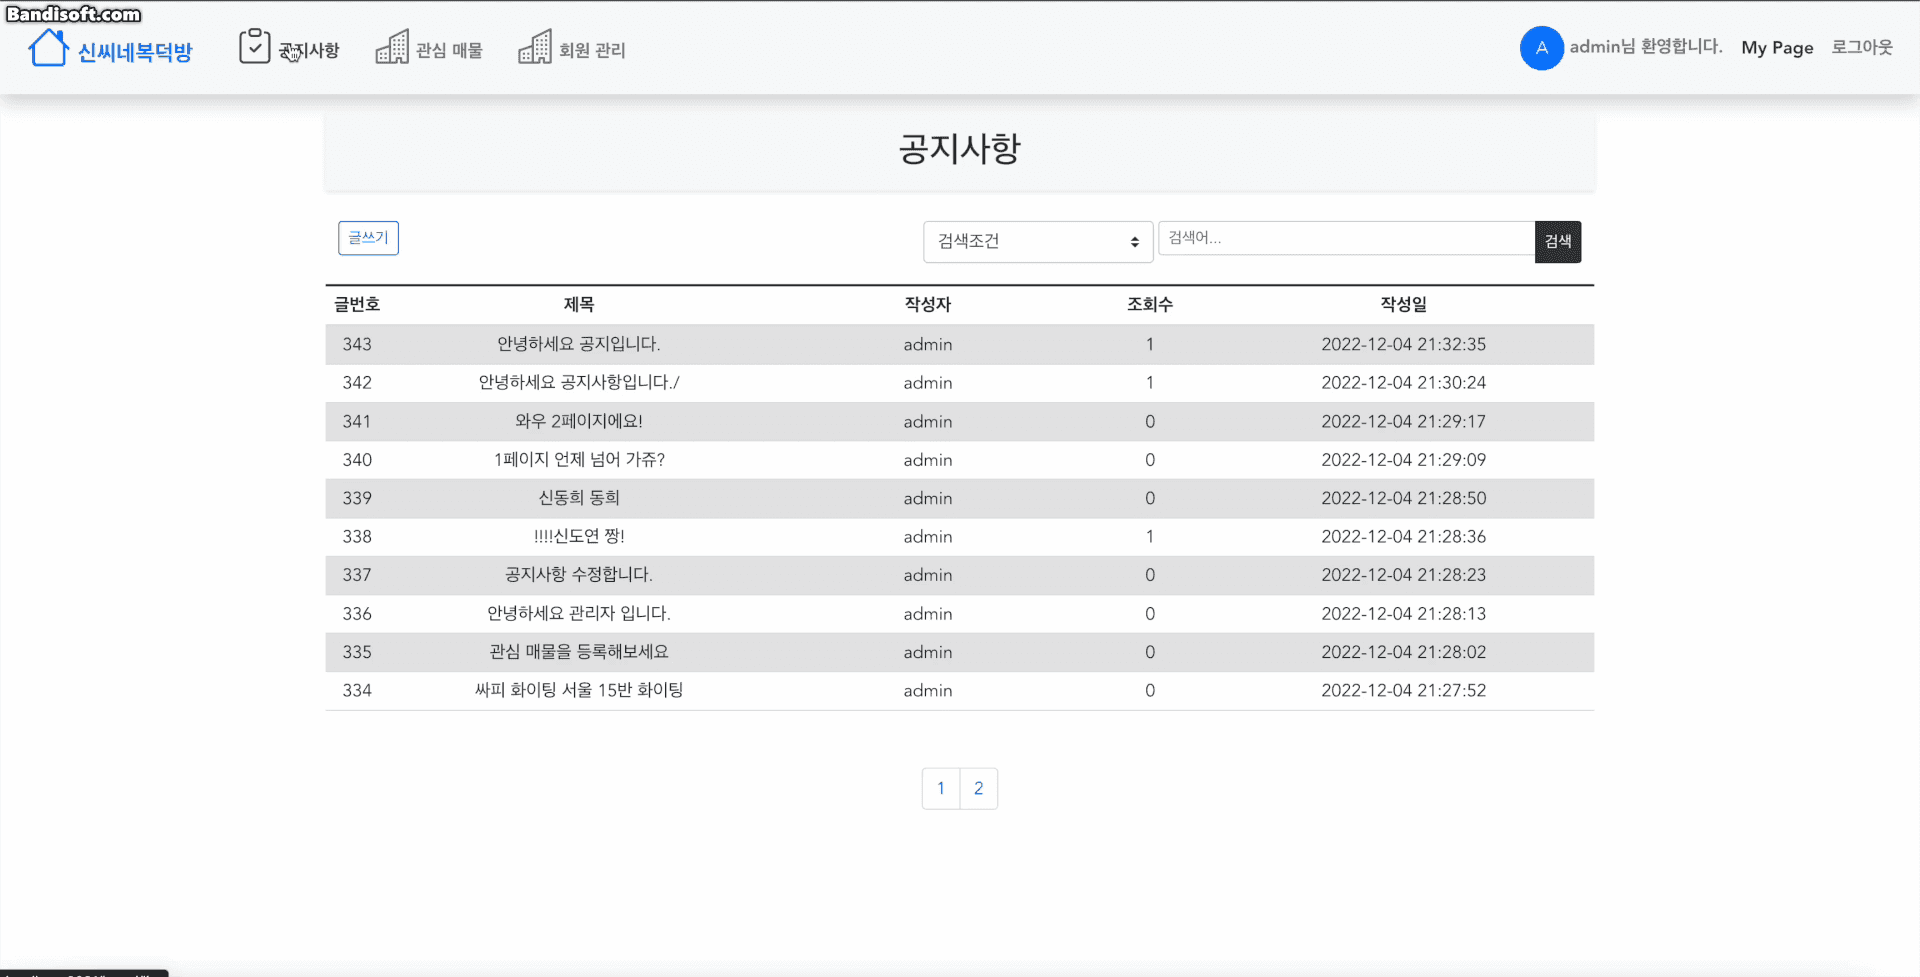 Bandisoft.com
신씨네복덕방 공지사항 관심 매물 회원 관리 A admin님 환영합니다. My Page 로그아웃
공지사항
글쓰기 검색조건 검색어... 검색
글번호 제목 작성자 조회수 작성일
343 안녕하세요 공지입니다. admin 1 2022-12-04 21:32:35
342 안녕하세요 공지사항입니다./ admin 1 2022-12-04 21:30:24
341 와우 2페이지에요! admin 0 2022-12-04 21:29:17
340 1페이지 언제 넘어 가쥬? admin 0 2022-12-04 21:29:09
339 신동희 동희 admin 0 2022-12-04 21:28:50
338 !!!!신도연 짱! admin 1 2022-12-04 21:28:36
337 공지사항 수정합니다. admin 0 2022-12-04 21:28:23
336 안녕하세요 관리자 입니다. admin 0 2022-12-04 21:28:13
335 관심 매물을 등록해보세요 admin 0 2022-12-04 21:28:02
334 싸피 화이팅 서울 15반 화이팅 admin 0 2022-12-04 21:27:52
1 2